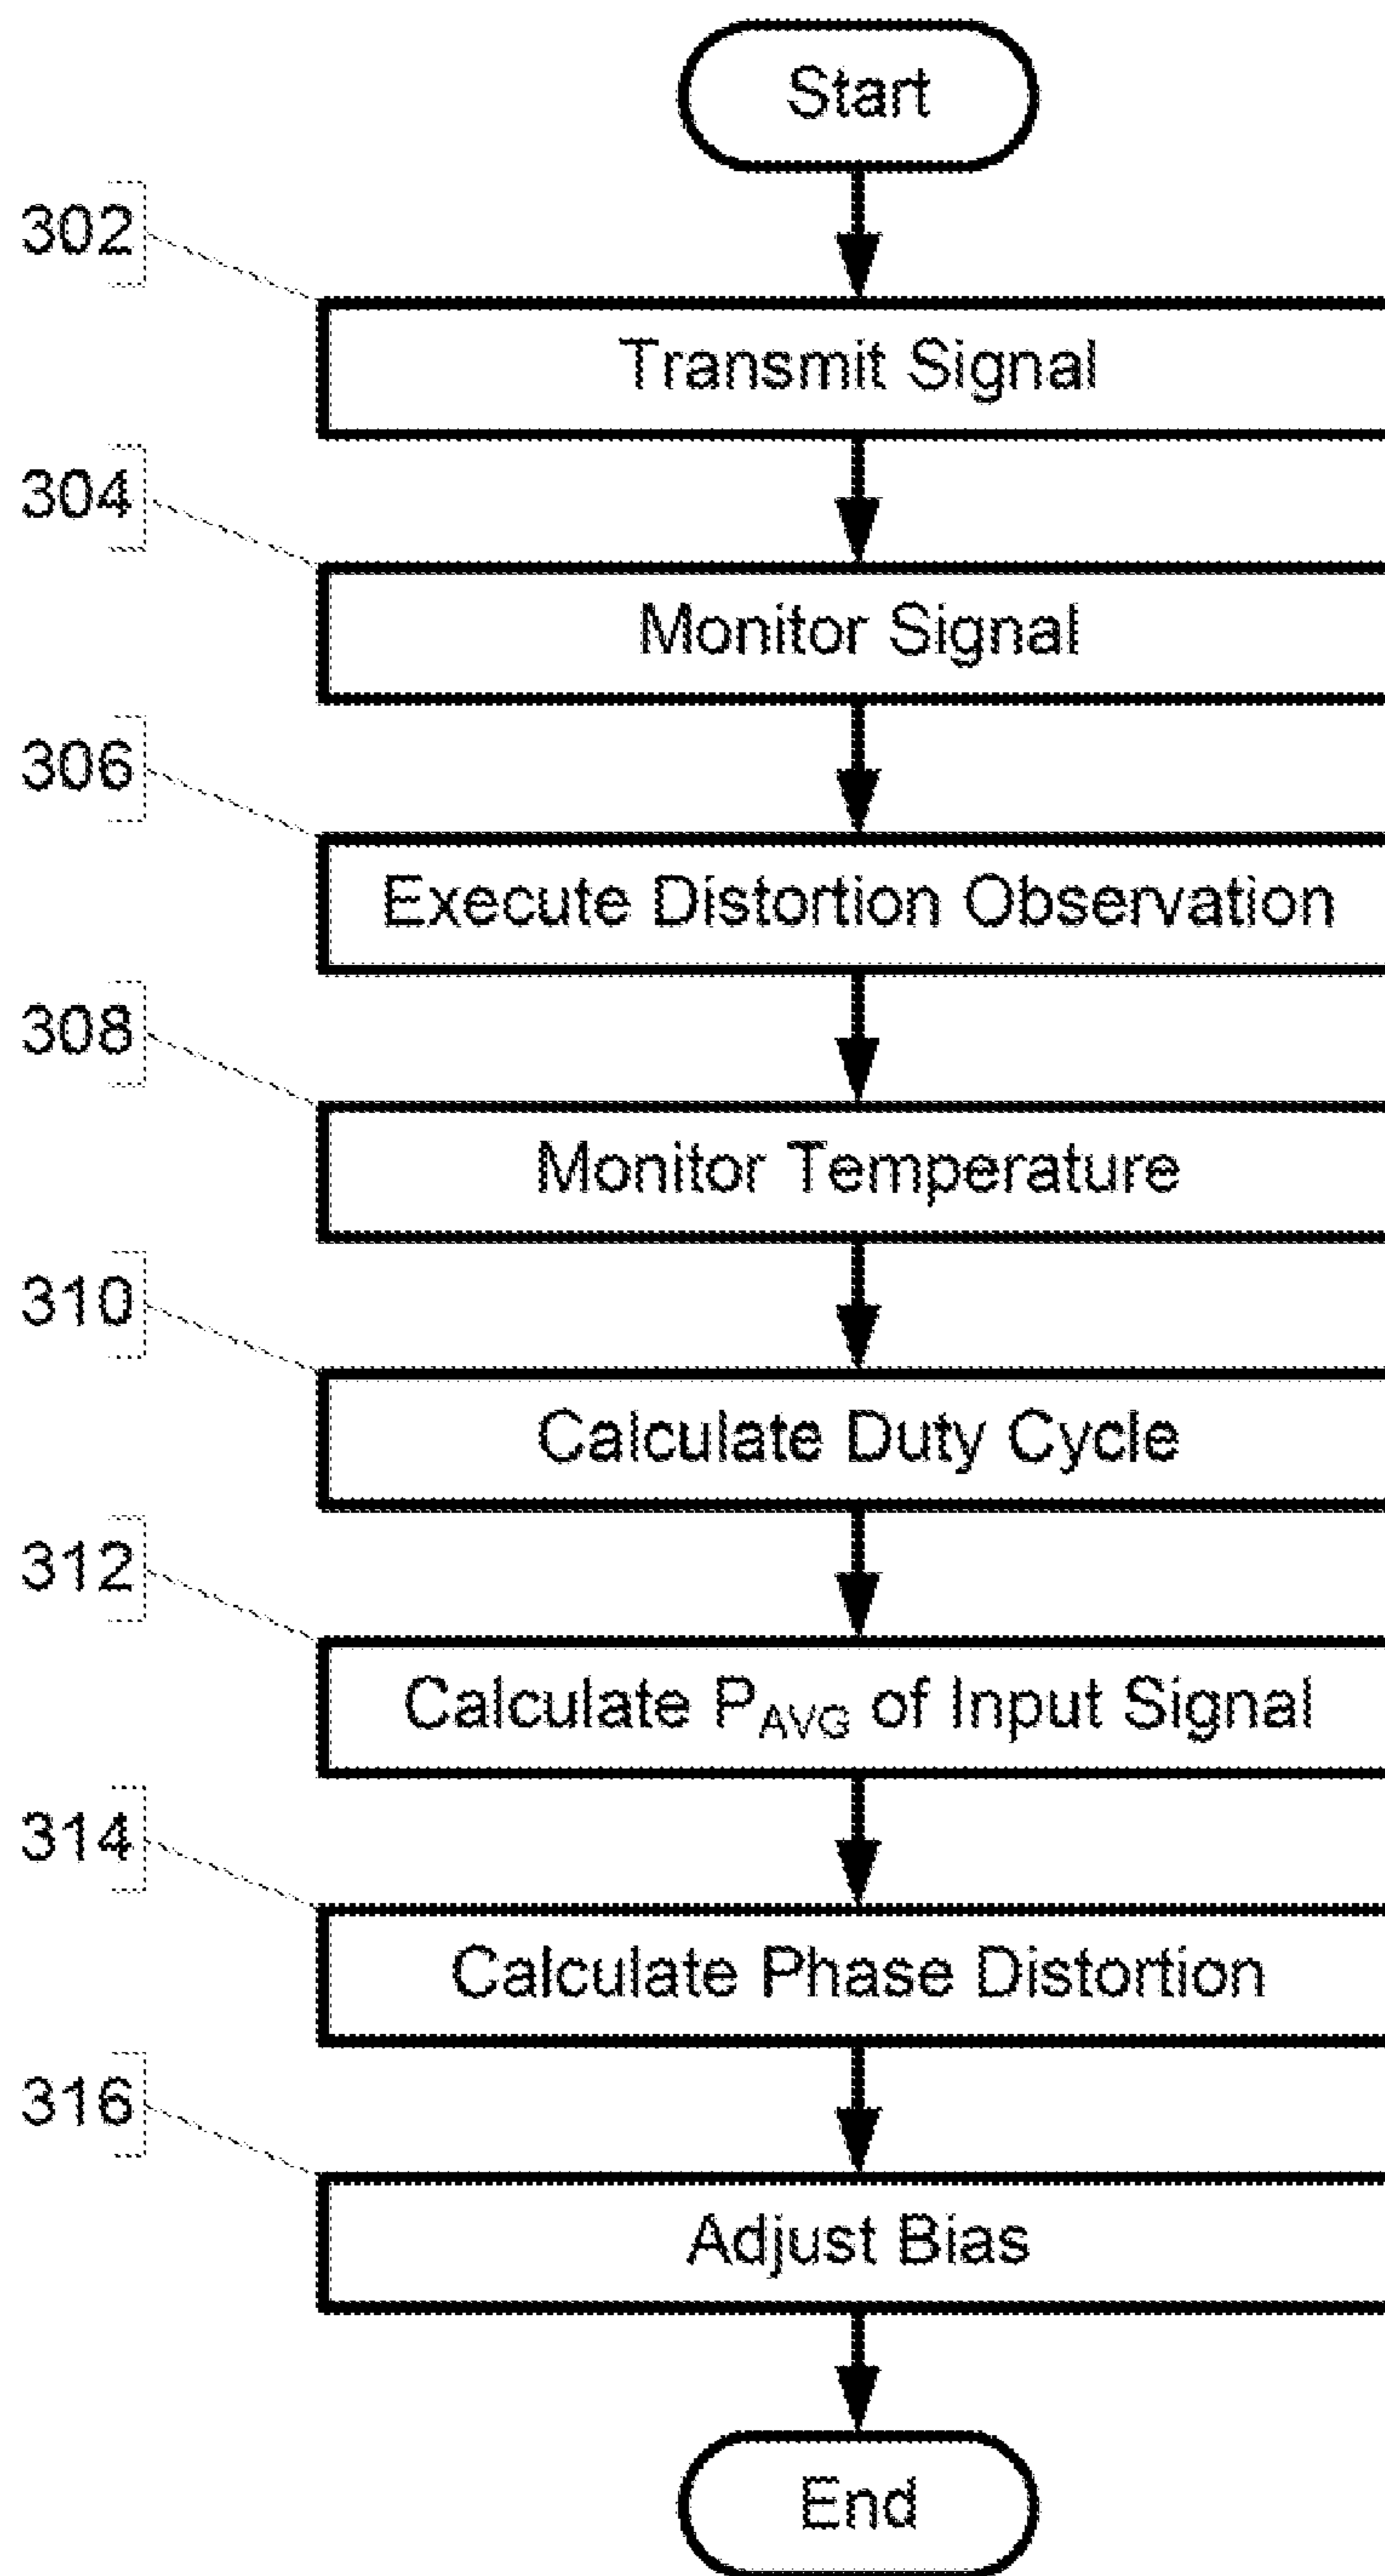 Start
302
Transmit Signal
304
Monitor Signal
306
Execute Distortion Observation
308
Monitor Temperature
310
Calculate Duty Cycle
312
Calculate PAVG of Input Signal
314
Calculate Phase Distortion
316
Adjust Bias
End